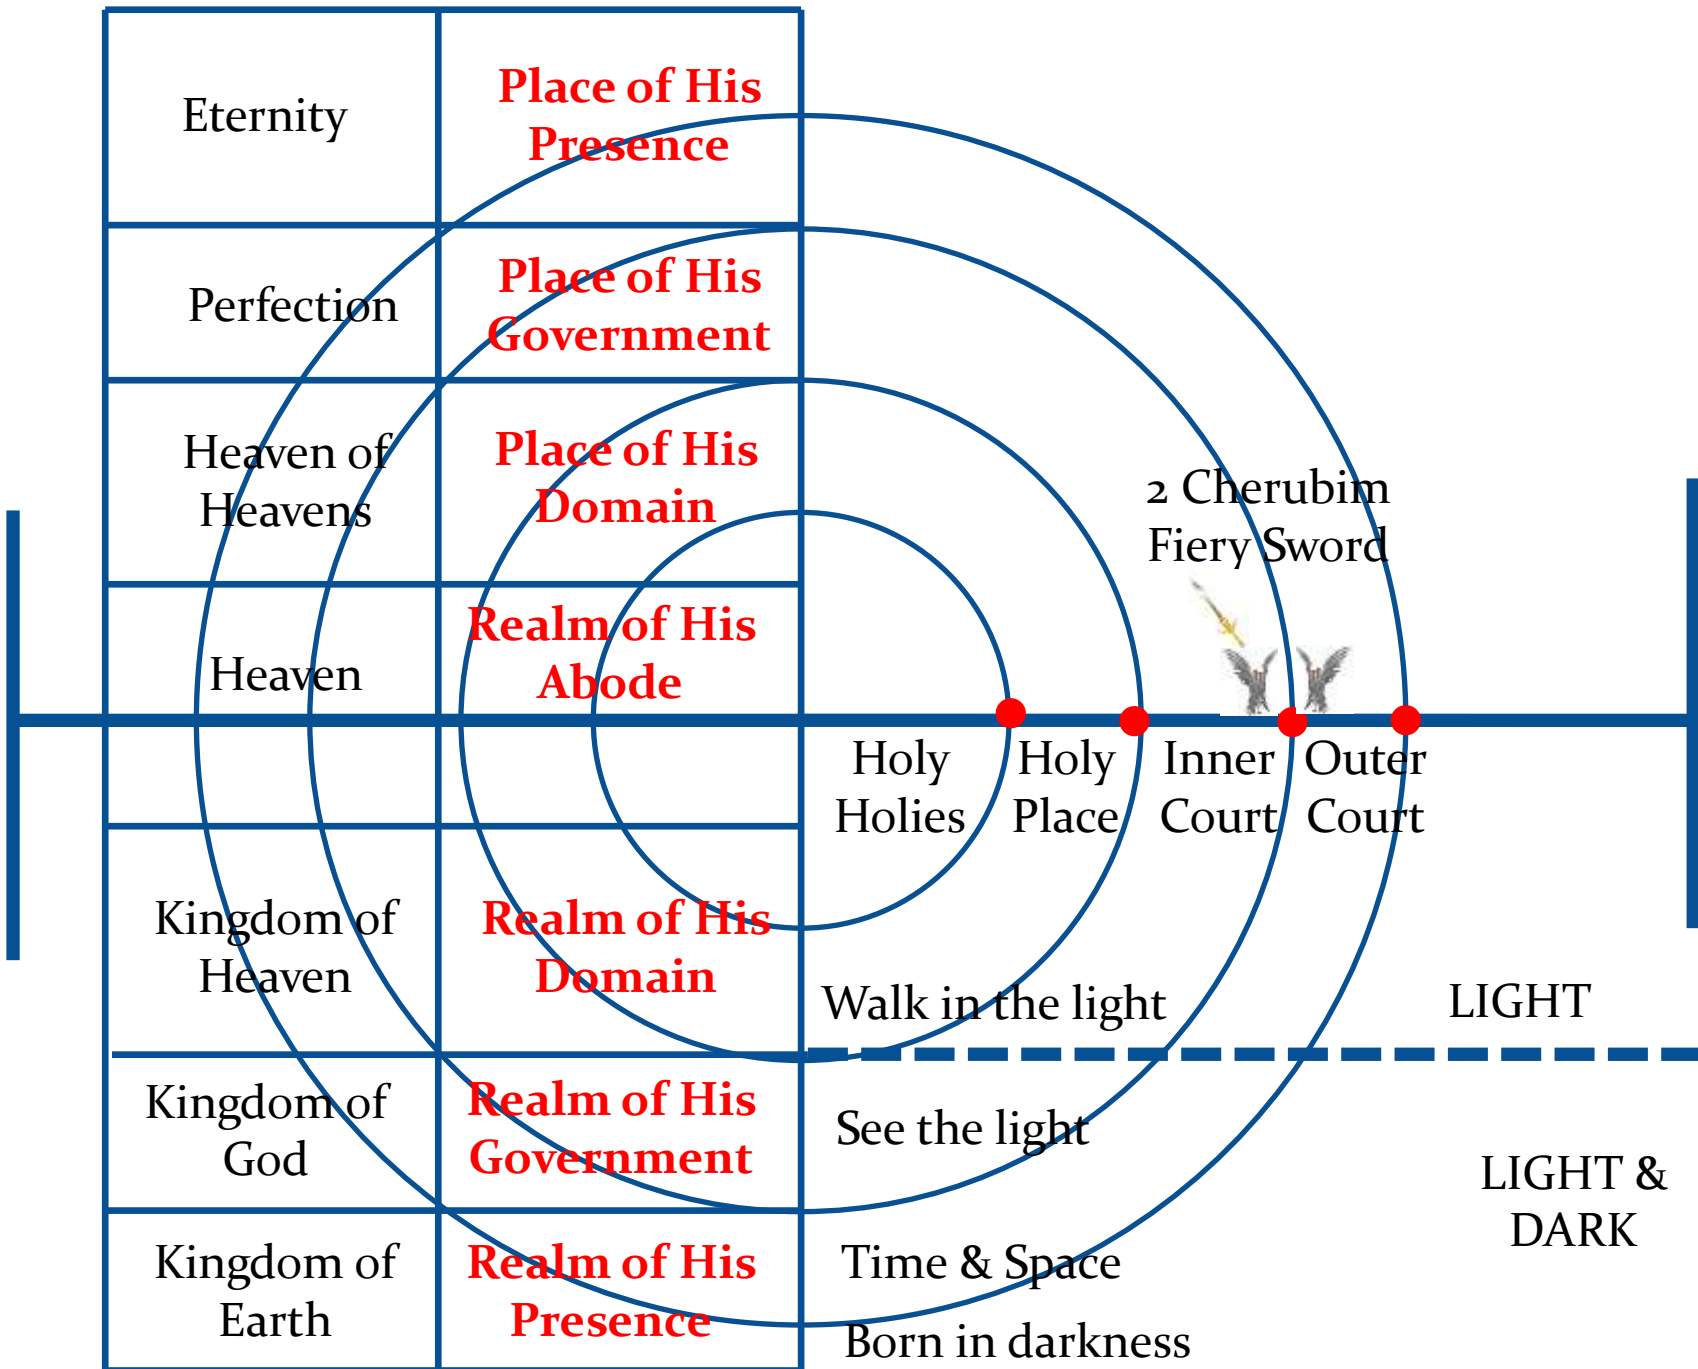 Eternity
Place of His
Presence
Perfection
Place of His
Government
Heaven of
Heavens
Place of His
Domain
2 Cherubim
Fiery Sword
Heaven
Realm of His
Abode
Holy
Holies
Holy
Place
Inner
Court
Outer
Court
Kingdom of
Heaven
Realm of His
Domain
Walk in the light
LIGHT
Kingdom of
God
Realm of His
Government
See the light
LIGHT &
DARK
Kingdom of
Earth
Realm of His
Presence
Time & Space
Born in darkness